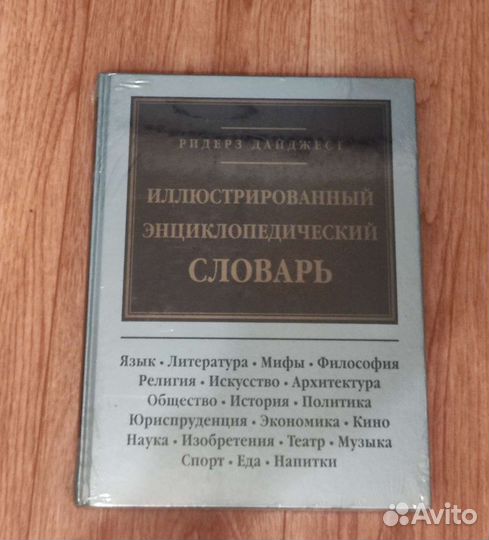 РИДЕРЗ ДАЙДЖЕСТ
ИЛЛЮСТРИРОВАННЫЙ
ЭНЦИКЛОПЕДИЧЕСКИЙ
СЛОВАРЬ
Язык • Литература • Мифы • Философия
Религия • Искусство • Архитектура
Общество • История • Политика
Юриспруденция • Экономика • Кино
Наука • Изобретения • Театр • Музыка
Спорт • Еда • Напитки
Avito